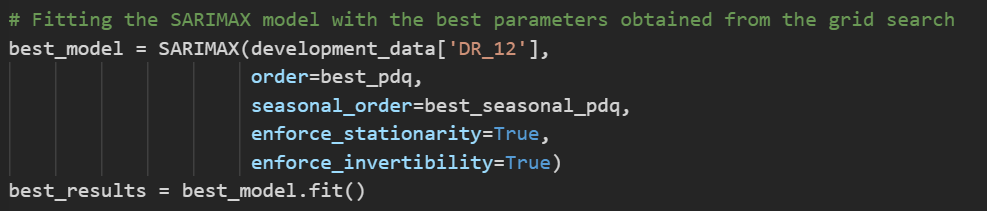 # Fitting the SARIMAX model with the best parameters obtained from the grid search
best_model = SARIMAX(development_data['DR_12'],
order=best_pdq,
seasonal_order=best_seasonal_pdq,
enforce_stationarity=True,
enforce_invertibility=True)
best_results = best_model.fit()